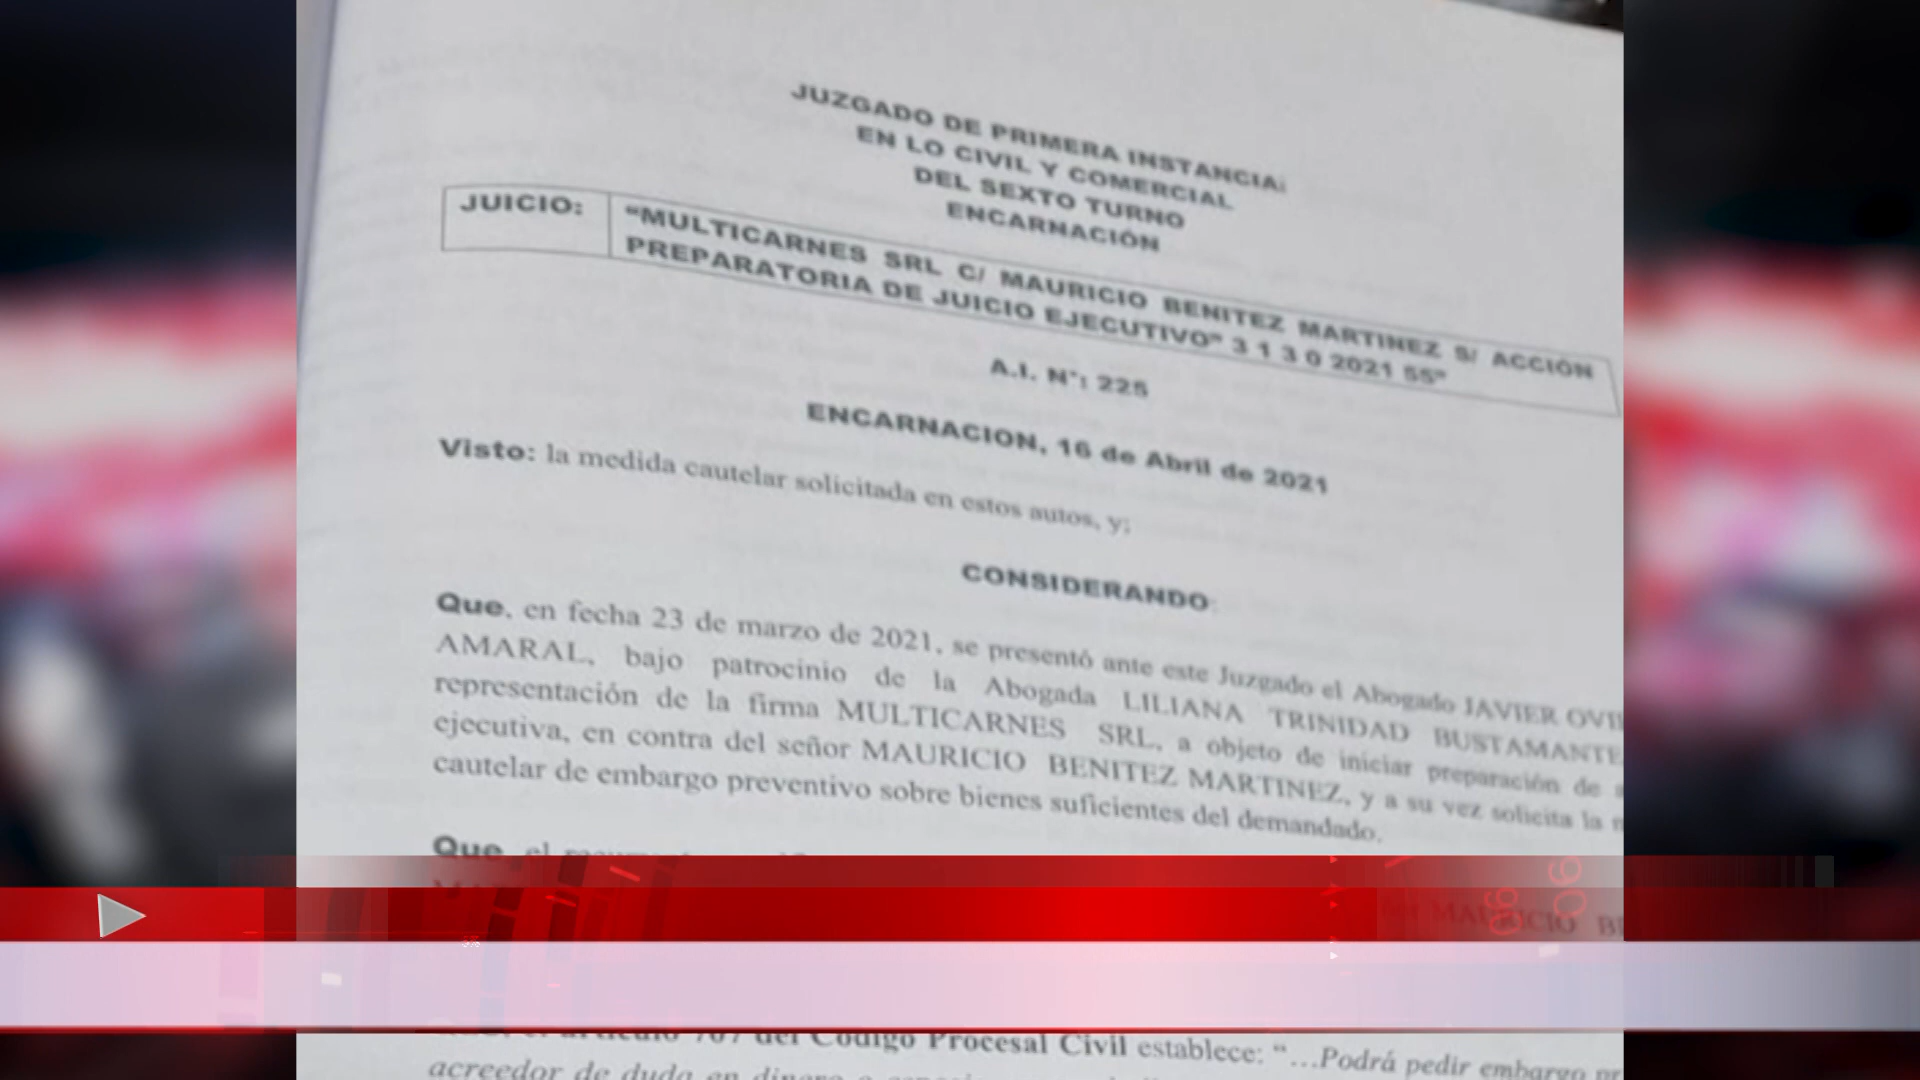 JUZGADO DE PRIMERA INSTANCIA:
EN LO CIVIL Y COMERCIAL
DEL SEXTO TURNO
ENCARNACIÓN
JUICIO: “MULTICARNES SRL C/ MAURICIO BENITEZ MARTINEZ S/ ACCIÓN
PREPARATORIA DE JUICIO EJECUTIVO” 3 1 3 0 2021 55”
A.I. N°: 225
ENCARNACION, 16 de Abril de 2021
Visto: la medida cautelar solicitada en estos autos, y;
CONSIDERANDO:
Que, en fecha 23 de marzo de 2021, se presentó ante este Juzgado el Abogado JAVIER
AMARAL, bajo patrocinio de la Abogada LILIANA TRINIDAD BUSTAMANTE
representación de la firma MULTICARNES SRL, a objeto de iniciar preparación de
ejecutiva, en contra del señor MAURICIO BENITEZ MARTINEZ, y a su vez solicita la
cautelar de embargo preventivo sobre bienes suficientes del demandado.
Que, el
MAURICIO
707 del Código Procesal Civil establece: “…Podrá pedir embargo
acreedor de